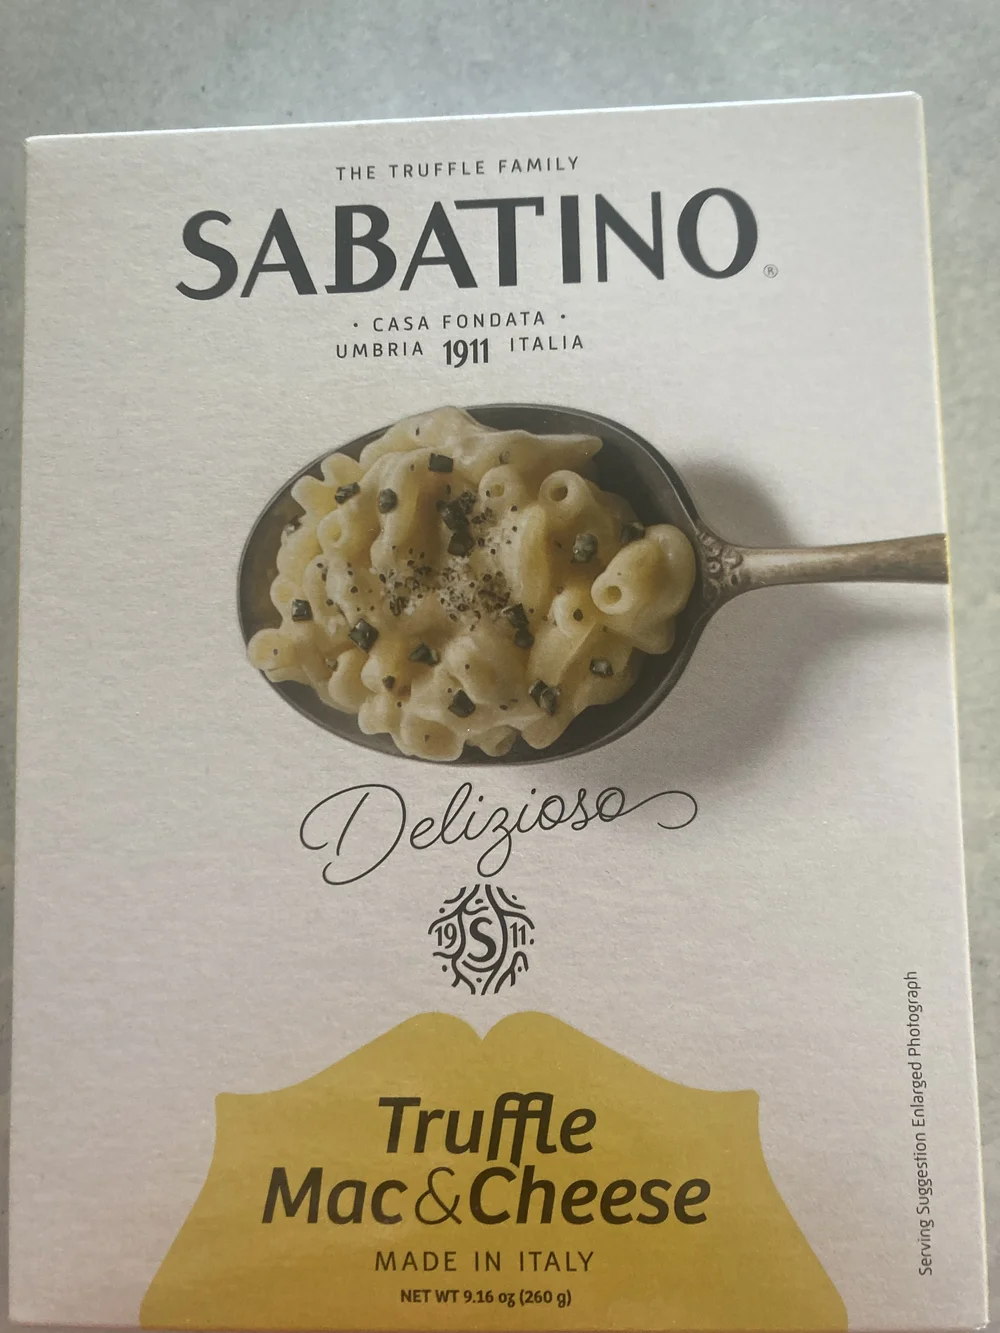 THE TRUFFLE FAMILY
SABATINO®
· CASA FONDATA ·
UMBRIA 1911 ITALIA
Delizioso
19 S 11.
Truffle
Mac&Cheese
MADE IN ITALY
NET WT 9.16 oz (260 g)
Serving Suggestion Enlarged Photograph